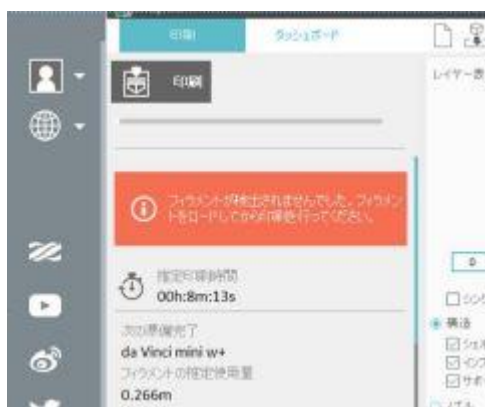 印刷
ダッシュボード
印刷
フィラメントが検出されませんでした。フィラメン
トをロードしてから印刷を行ってください。
推定印刷時間
00h:8m:13s
次の準備完了
da Vinci mini w+
フィラメントの推定使用量
0.266m
構造